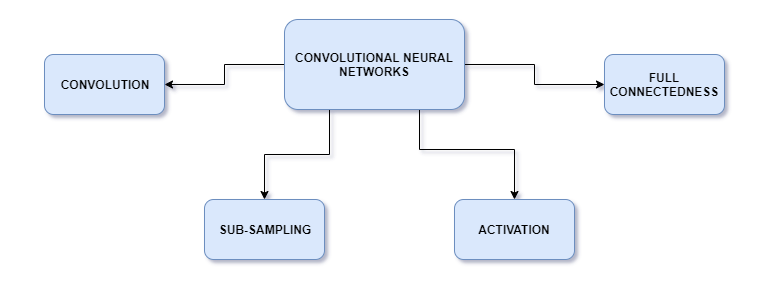 CONVOLUTIONAL NEURAL
NETWORKS
CONVOLUTION
FULL
CONNECTEDNESS
SUB-SAMPLING
ACTIVATION